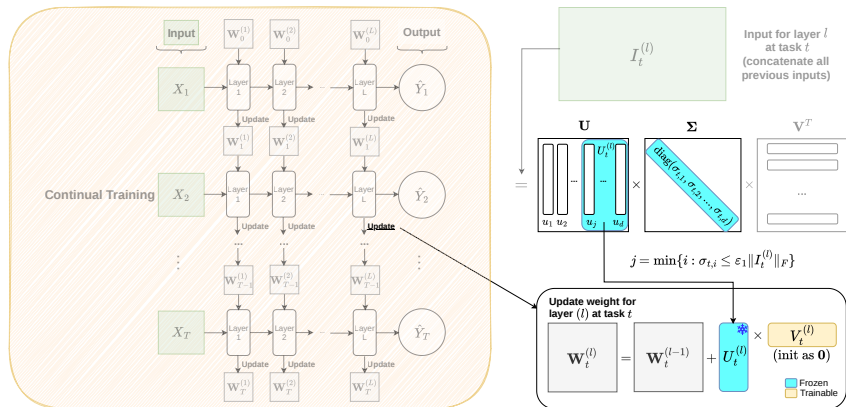 Input
W_0^{(1)} W_0^{(2)} W_0^{(L)}
Output
X_1
Layer 1
Layer 2
...
Layer L
Ŷ_1
Update Update Update
W_1^{(1)} W_1^{(2)} W_1^{(L)}
Continual Training
X_2
Layer 1
Layer 2
...
Layer L
Ŷ_2
Update Update Update
... ... ...
⋮ ⋮
W_{T-1}^{(1)} W_{T-1}^{(2)} W_{T-1}^{(L)}
X_T
Layer 1
Layer 2
...
Layer L
Ŷ_T
Update Update Update
W_T^{(1)} W_T^{(2)} W_T^{(L)}
I_t^{(l)}
Input for layer l
at task t
(concatenate all
previous inputs)
U Σ V^T
= ... U_t^{(l)} ... × diag(σ_{t,1}, σ_{t,2}, ..., σ_{t,d}) × ...
u_1 u_2 u_j u_d
j = min{i : σ_{t,i} ≤ ε_1‖I_t^{(l)}‖_F}
Update weight for
layer (l) at task t
W_t^{(l)} = W_t^{(l-1)} + U_t^{(l)} × V_t^{(l)}
(init as 0)
Frozen
Trainable